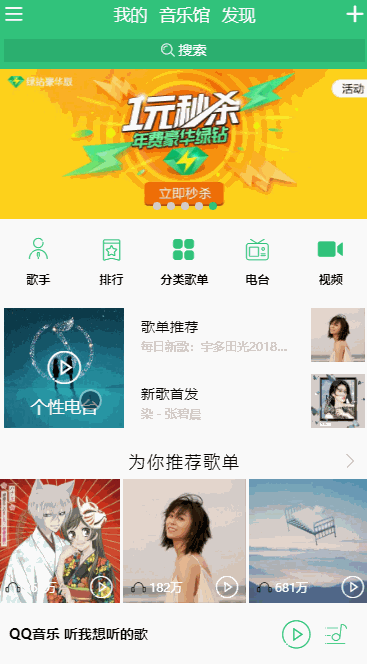 我的 音乐馆 发现
搜索
绿钻豪华版
活动
1元秒杀
年费豪华绿钻
立即秒杀
歌手 排行 分类歌单 电台 视频
个性电台
歌单推荐
每日新歌：宇多田光2018...
新歌首发
染 - 张碧晨
为你推荐歌单
182万
681万
QQ音乐 听我想听的歌